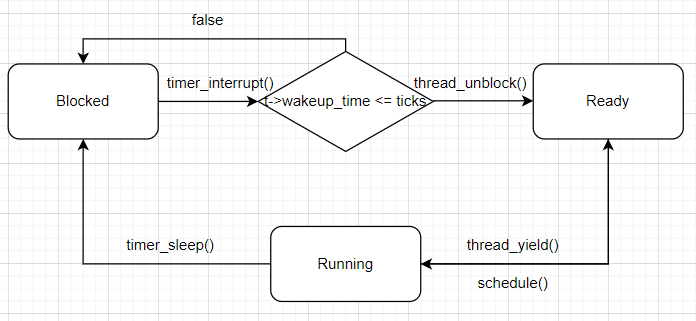 false
timer_interrupt()
thread_unblock()
Blocked
t->wakeup_time <= ticks
Ready
timer_sleep()
thread_yield()
Running
schedule()